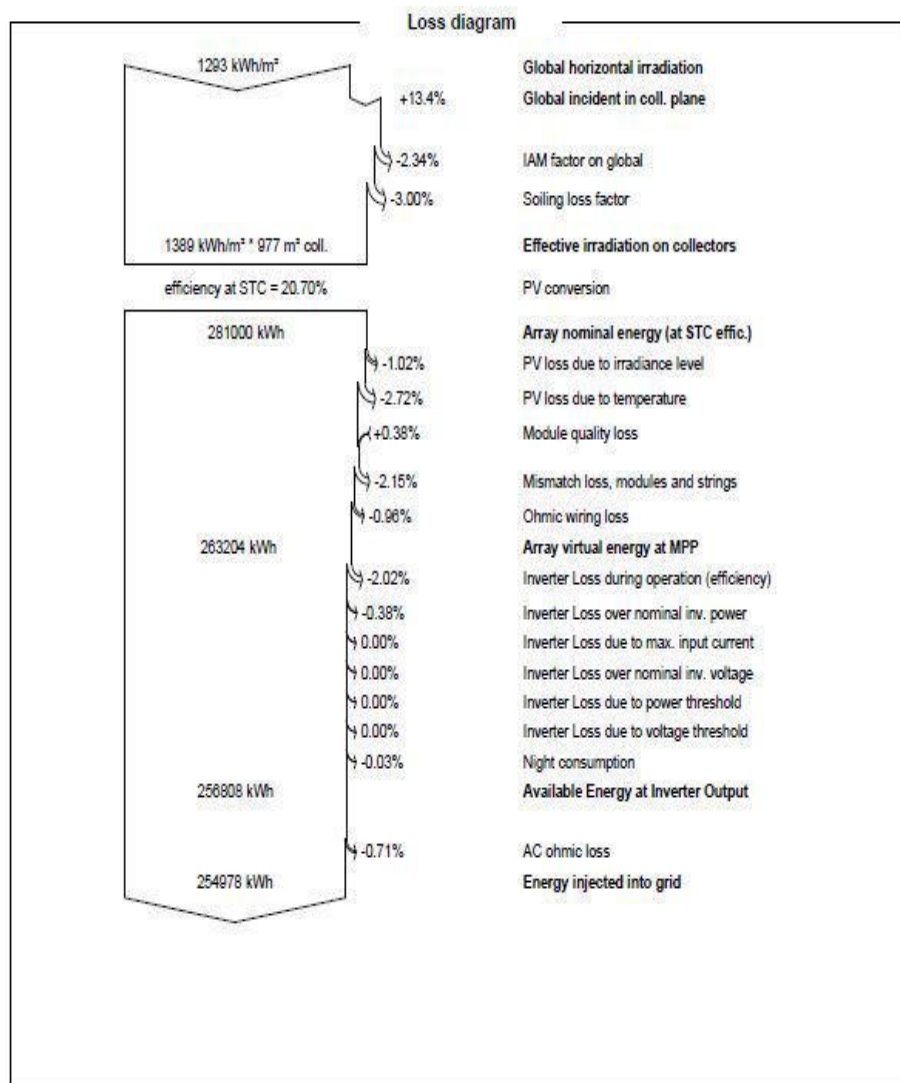 Loss diagram
1293 kWh/m² Global horizontal irradiation
+13.4% Global incident in coll. plane
-2.34% IAM factor on global
-3.00% Soiling loss factor
1389 kWh/m² * 977 m² coll. Effective irradiation on collectors
efficiency at STC = 20.70% PV conversion
281000 kWh Array nominal energy (at STC effic.)
-1.02% PV loss due to irradiance level
-2.72% PV loss due to temperature
+0.38% Module quality loss
-2.15% Mismatch loss, modules and strings
-0.96% Ohmic wiring loss
263204 kWh Array virtual energy at MPP
-2.02% Inverter Loss during operation (efficiency)
-0.38% Inverter Loss over nominal inv. power
0.00% Inverter Loss due to max. input current
0.00% Inverter Loss over nominal inv. voltage
0.00% Inverter Loss due to power threshold
0.00% Inverter Loss due to voltage threshold
-0.03% Night consumption
256808 kWh Available Energy at Inverter Output
-0.71% AC ohmic loss
254978 kWh Energy injected into grid